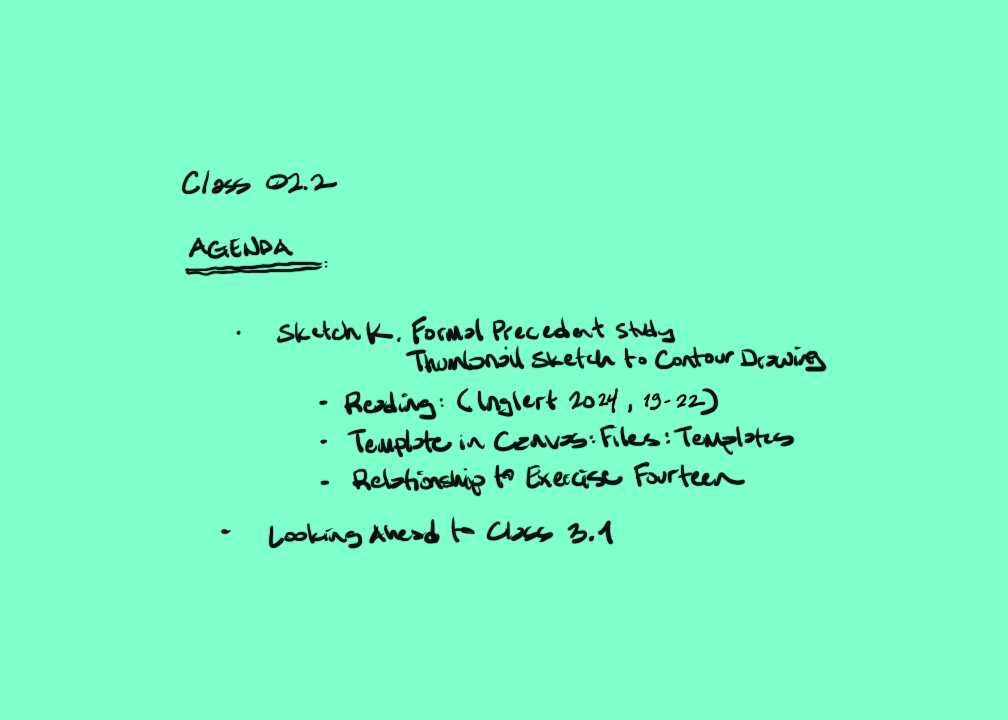 Class 02.2
AGENDA:
· Sketch K. Formal Precedent Study
Thumbnail Sketch to Contour Drawing
- Reading: (Inglert 2024, 19-22)
- Template in Canvas: Files: Templates
- Relationship to Exercise Fourteen
- Looking Ahead to Class 3.1